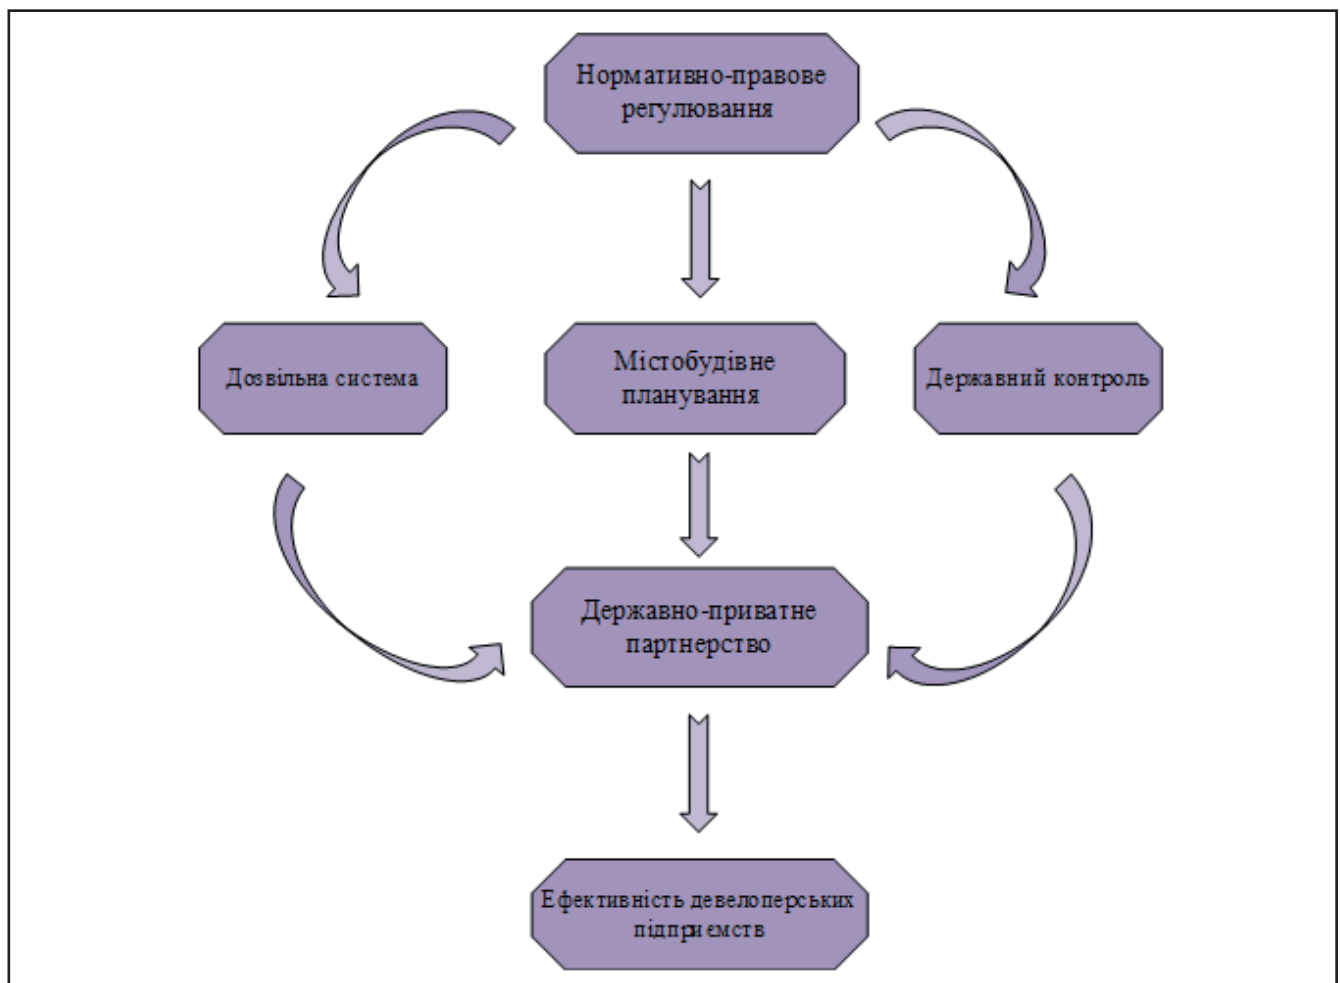 Нормативно-правове
регулювання
Дозвільна система
Містобудівне
планування
Державний контроль
Державно-приватне
партнерство
Ефективність девелоперських
підприємств